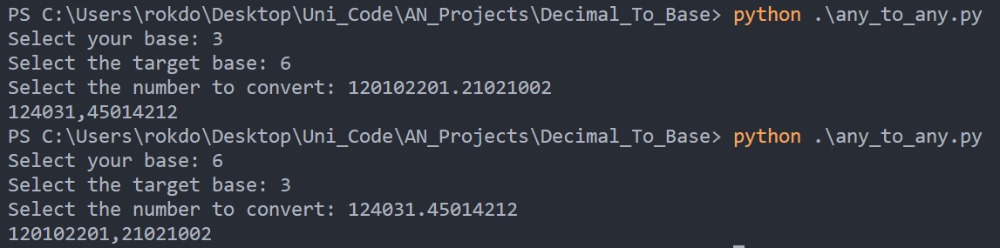 PS C:\Users\rokdo\Desktop\Uni_Code\AN_Projects\Decimal_To_Base> python .\any_to_any.py
Select your base: 3
Select the target base: 6
Select the number to convert: 120102201.21021002
124031,45014212
PS C:\Users\rokdo\Desktop\Uni_Code\AN_Projects\Decimal_To_Base> python .\any_to_any.py
Select your base: 6
Select the target base: 3
Select the number to convert: 124031.45014212
120102201,21021002